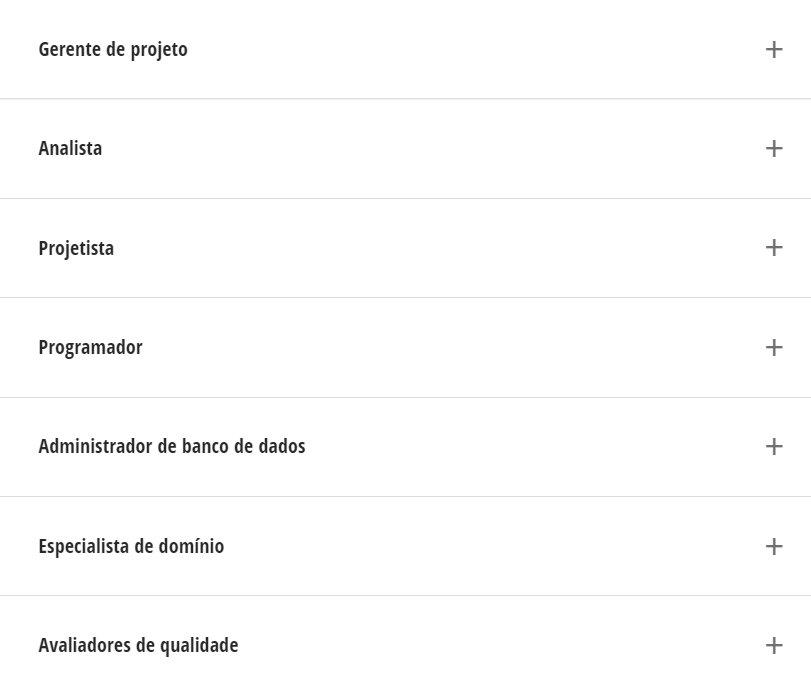 Gerente de projeto
Analista
Projetista
Programador
Administrador de banco de dados
Especialista de domínio
Avaliadores de qualidade